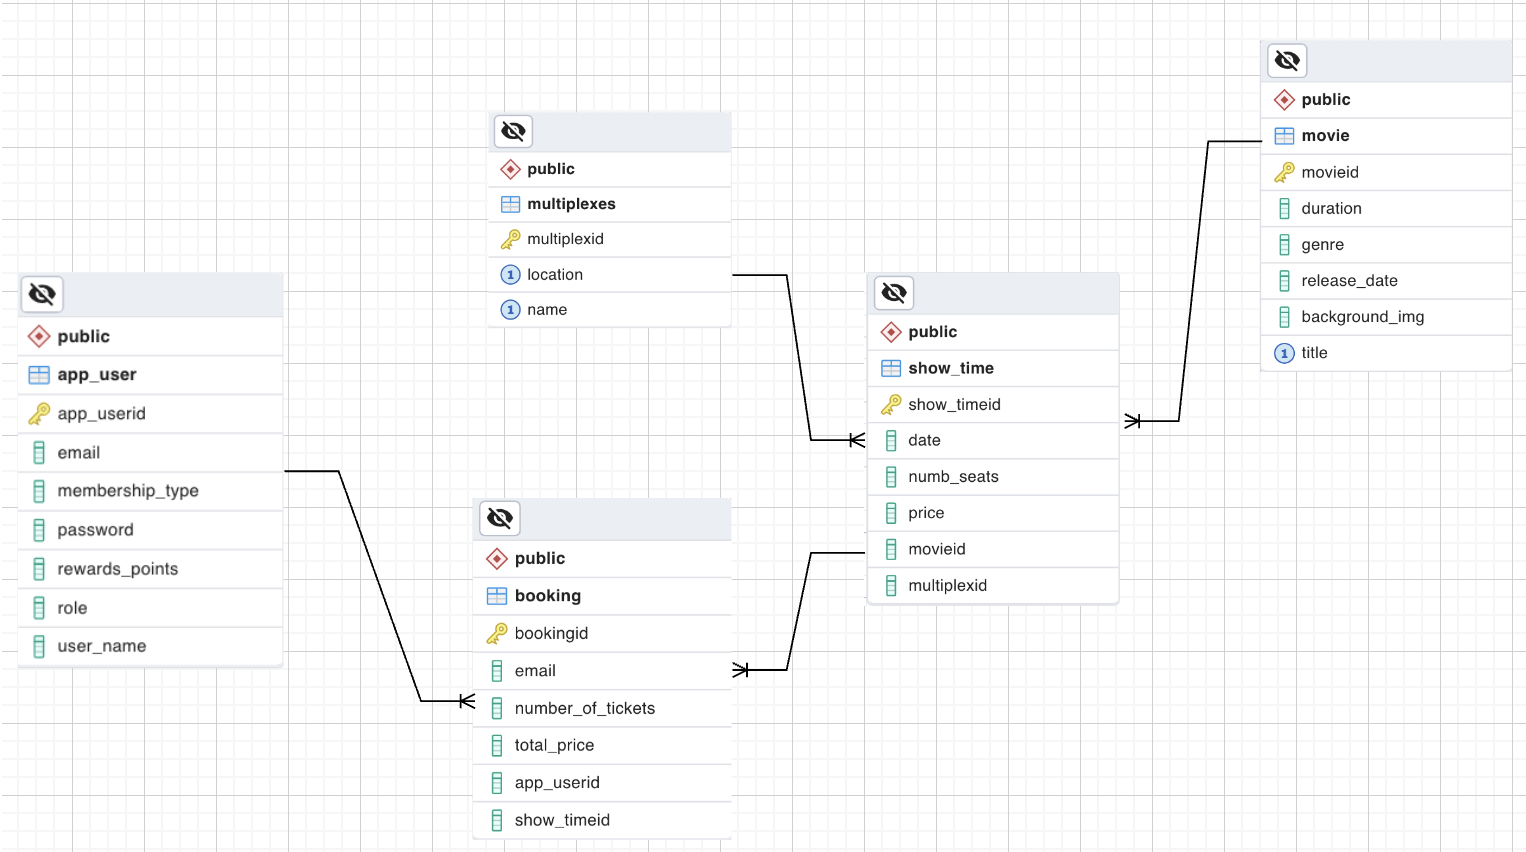 public
movie
movieid
duration
genre
release_date
background_img
1 title
public
multiplexes
multiplexid
1 location
1 name
public
app_user
app_userid
email
membership_type
password
rewards_points
role
user_name
public
show_time
show_timeid
date
numb_seats
price
movieid
multiplexid
public
booking
bookingid
email
number_of_tickets
total_price
app_userid
show_timeid